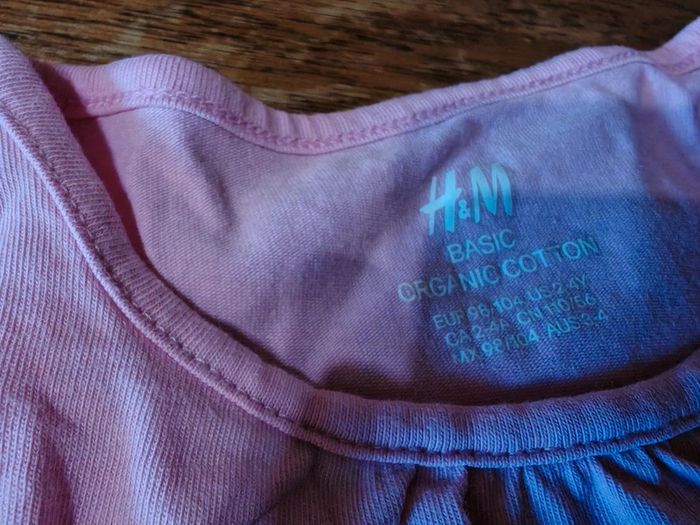 H&M
BASIC
ORGANIC COTTON
EUR 98/104 US 2-4Y
CA 2-4A CN 110/56
MX 98/104 AUS 3-4